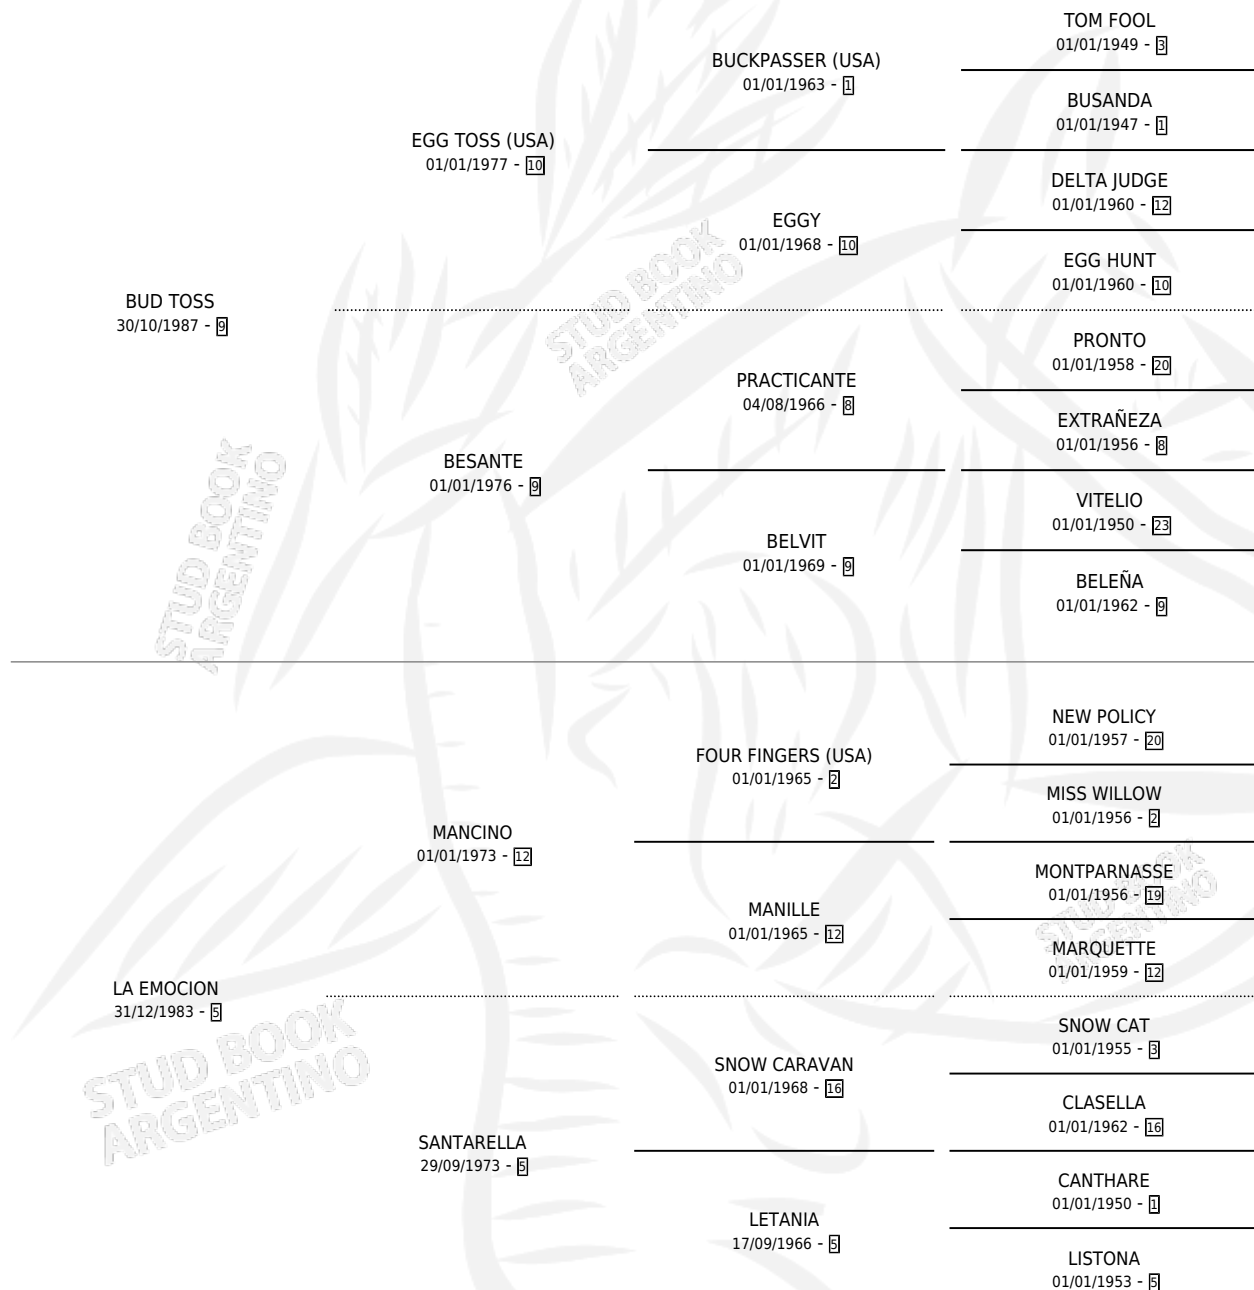 TOM FOOL
01/01/1949 - 3
BUCKPASSER (USA)
01/01/1963 - 1
BUSANDA
01/01/1947 - 1
EGG TOSS (USA)
01/01/1977 - 10
DELTA JUDGE
01/01/1960 - 12
EGGY
01/01/1968 - 10
EGG HUNT
01/01/1960 - 10
BUD TOSS
30/10/1987 - 9
STUD BOOK
ARGENTINO
PRONTO
01/01/1958 - 20
PRACTICANTE
04/08/1966 - 8
EXTRAÑEZA
01/01/1956 - 8
BESANTE
01/01/1976 - 9
VITELIO
01/01/1950 - 23
BELVIT
01/01/1969 - 9
BELEÑA
01/01/1962 - 9
STUD BOOK
ARGENTINO
NEW POLICY
01/01/1957 - 20
FOUR FINGERS (USA)
01/01/1965 - 2
MISS WILLOW
01/01/1956 - 2
MANCINO
01/01/1973 - 12
MONTPARNASSE
01/01/1956 - 19
MANILLE
01/01/1965 - 12
MARQUETTE
01/01/1959 - 12
STUD BOOK
ARGENTINO
LA EMOCION
31/12/1983 - 5
SNOW CAT
01/01/1955 - 3
SNOW CARAVAN
01/01/1968 - 16
CLASELLA
01/01/1962 - 16
STUD BOOK
ARGENTINO
SANTARELLA
29/09/1973 - 5
CANTHARE
01/01/1950 - 1
LETANIA
17/09/1966 - 5
LISTONA
01/01/1953 - 5